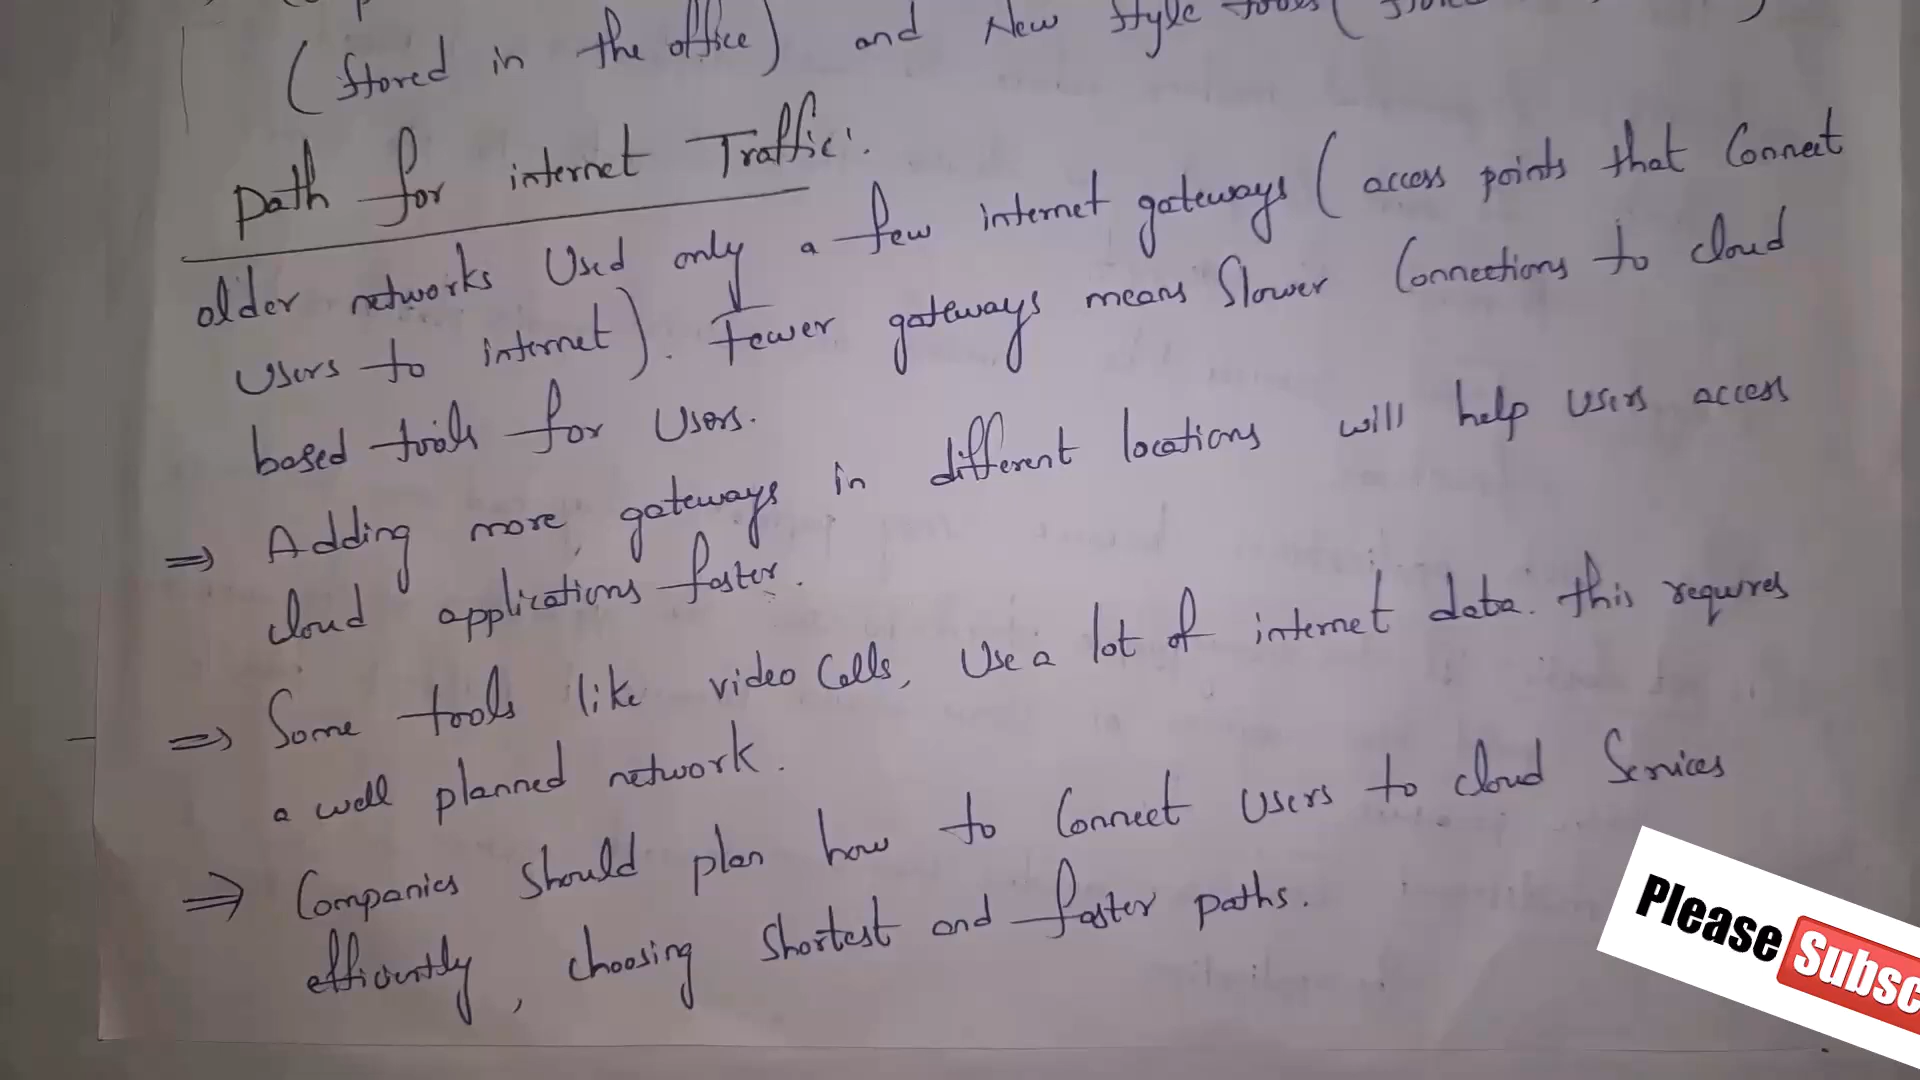 (stored in the office) and New style tools (
Path for internet Traffic:
older networks Used only a few internet gateways (access points that Connect
Users to internet). Fewer gateways means Slower Connections to cloud
based tools for Users.
⇒ Adding more gateways in different locations will help users access
cloud applications faster.
⇒ Some tools like video Calls, Use a lot of internet data. this requires
a well planned network.
⇒ Companies should plan how to Connect Users to cloud Services
efficiently, choosing Shortest and faster paths.
Please
Subsc